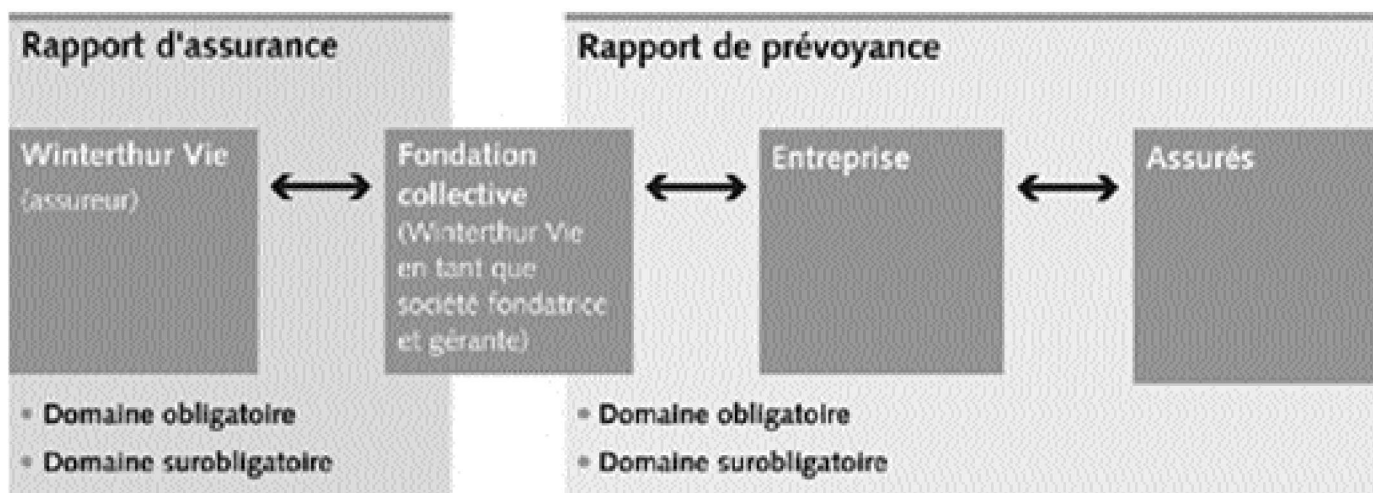 Rapport d'assurance
Rapport de prévoyance
Winterthur Vie
(assureur)
Fondation
collective
(Winterthur Vie
en tant que
société fondatrice
et gérante)
Entreprise
Assurés
• Domaine obligatoire
• Domaine surobligatoire
• Domaine obligatoire
• Domaine surobligatoire